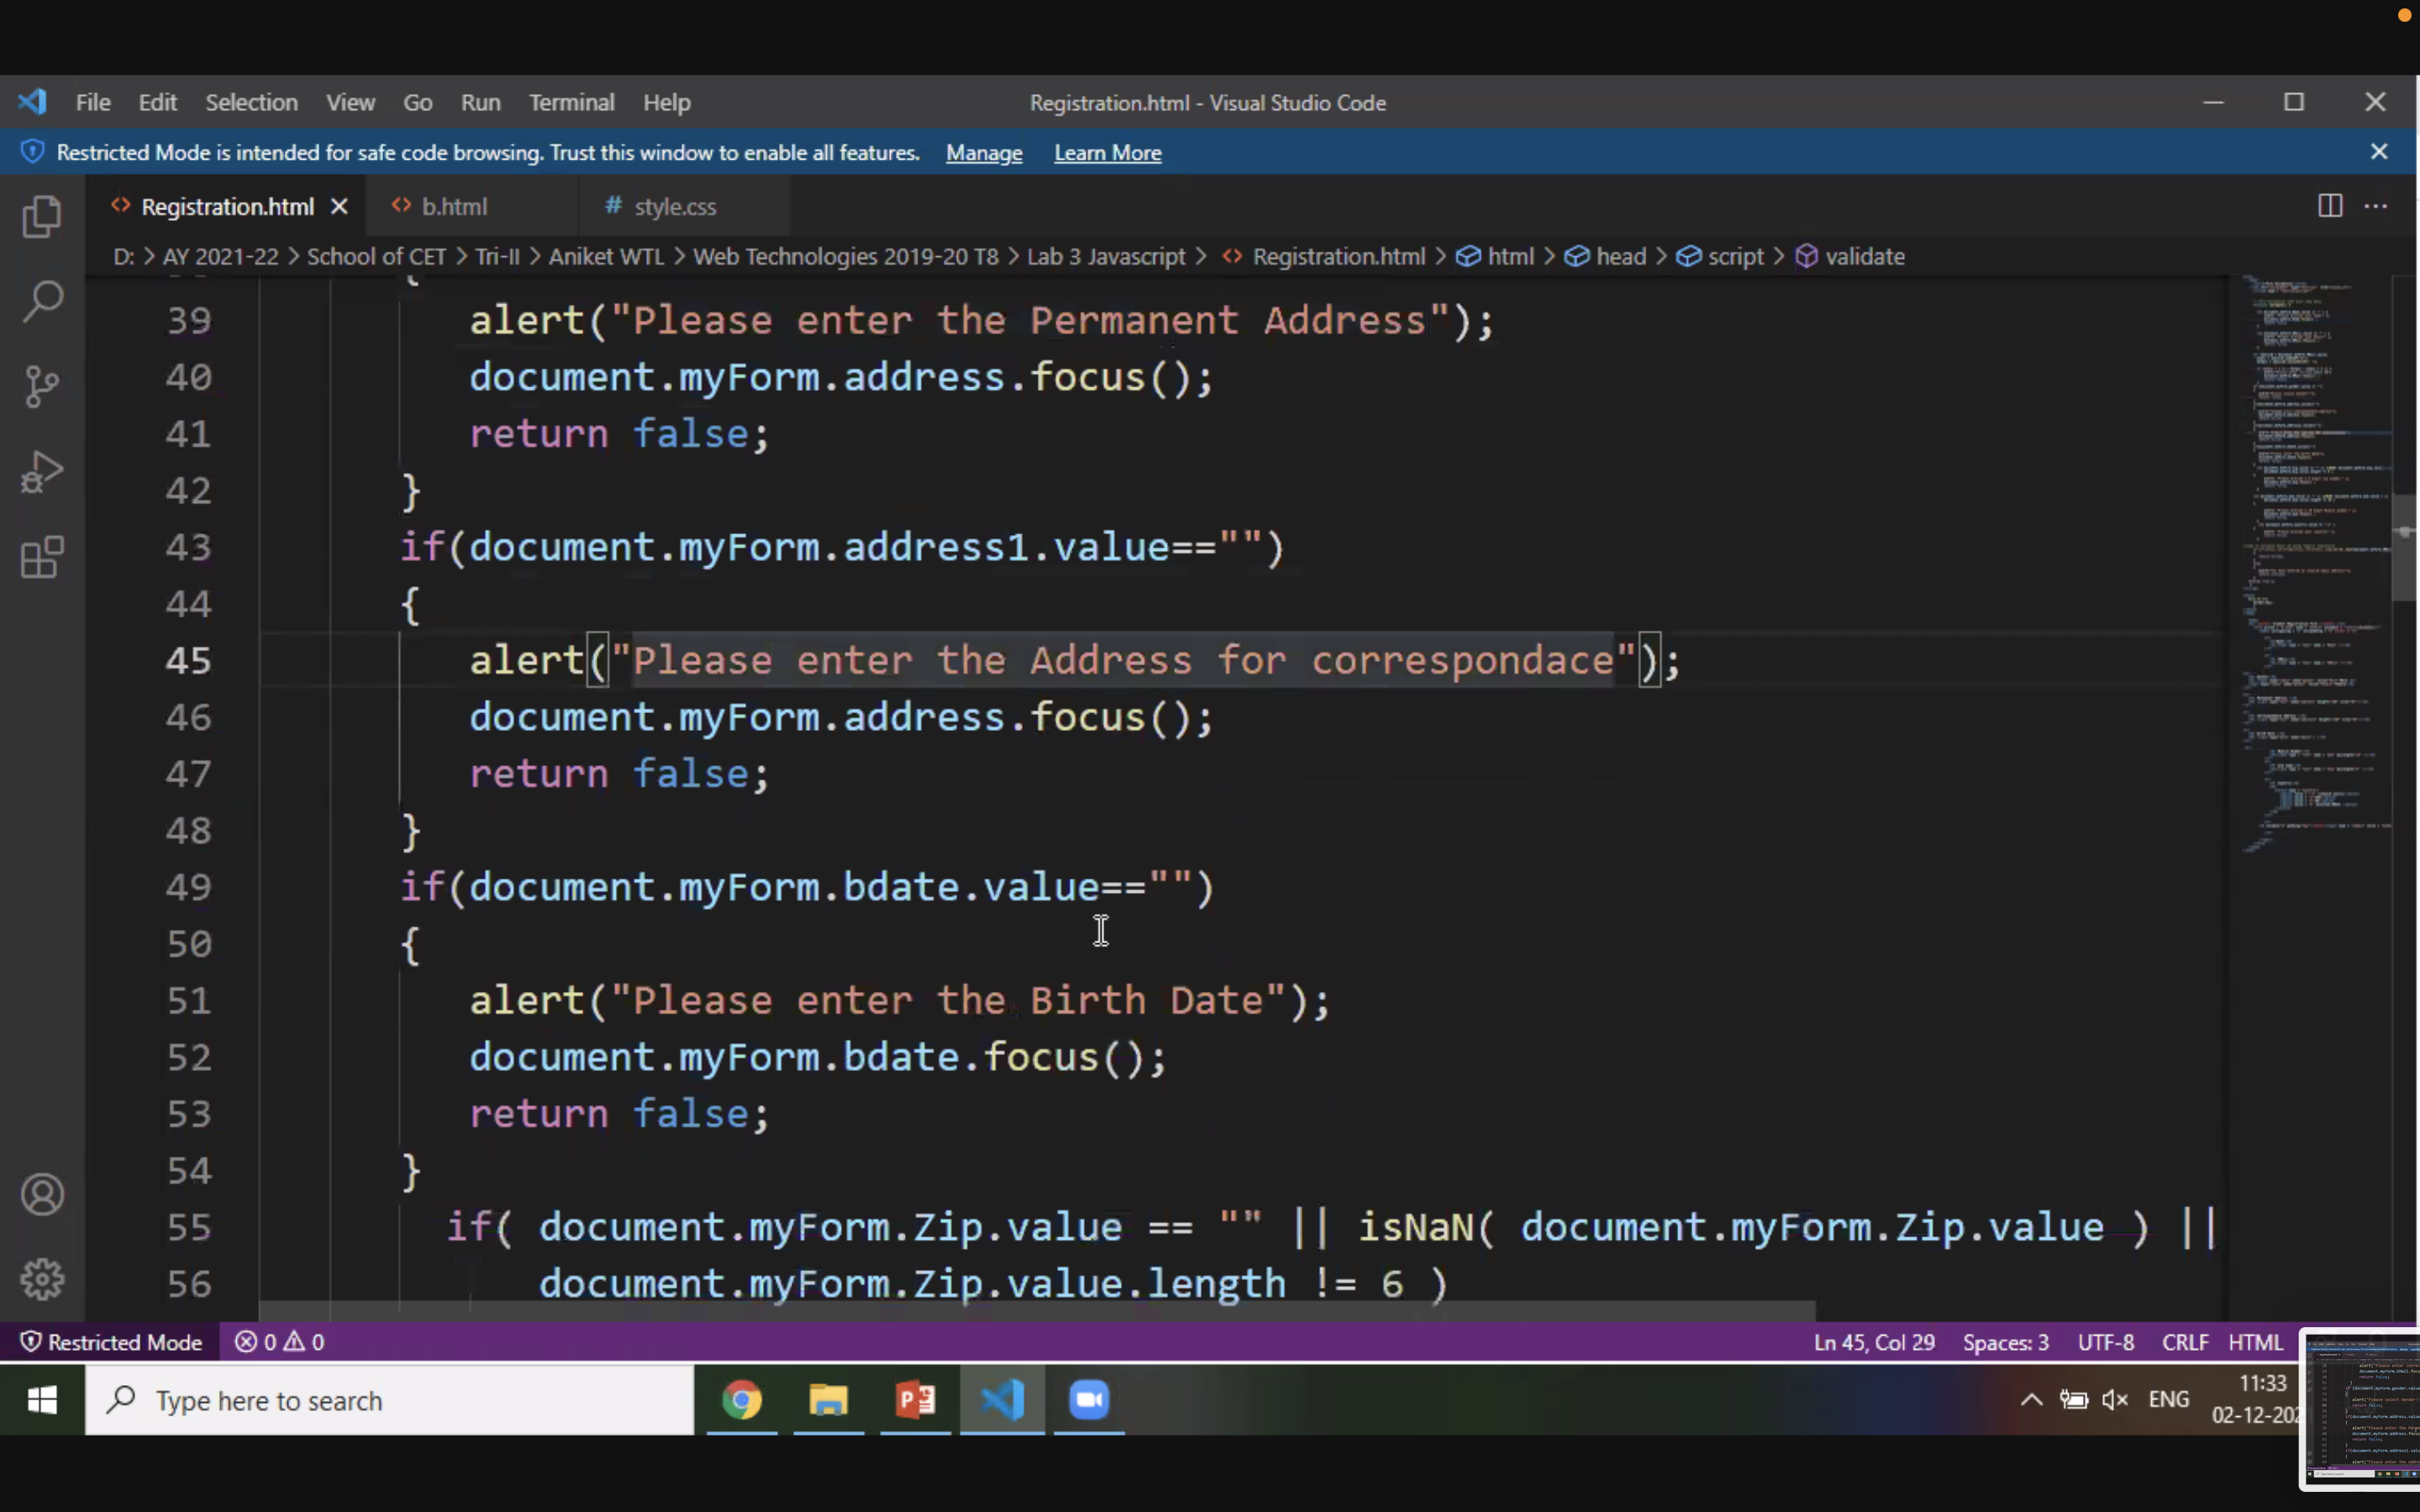 File Edit Selection View Go Run Terminal Help Registration.html - Visual Studio Code
Restricted Mode is intended for safe code browsing. Trust this window to enable all features. Manage Learn More
Registration.html b.html # style.css
D: > AY 2021-22 > School of CET > Tri-II > Aniket WTL > Web Technologies 2019-20 T8 > Lab 3 Javascript > Registration.html > html > head > script > validate
{
39 alert("Please enter the Permanent Address");
40 document.myForm.address.focus();
41 return false;
42 }
43 if(document.myForm.address1.value=="")
44 {
45 alert("Please enter the Address for correspondace");
46 document.myForm.address.focus();
47 return false;
48 }
49 if(document.myForm.bdate.value=="")
50 {
51 alert("Please enter the Birth Date");
52 document.myForm.bdate.focus();
53 return false;
54 }
55 if( document.myForm.Zip.value == "" || isNaN( document.myForm.Zip.value ) ||
56 document.myForm.Zip.value.length != 6 )
Restricted Mode 0 0 Ln 45, Col 29 Spaces: 3 UTF-8 CRLF HTML
Type here to search ENG 11:33
02-12-202